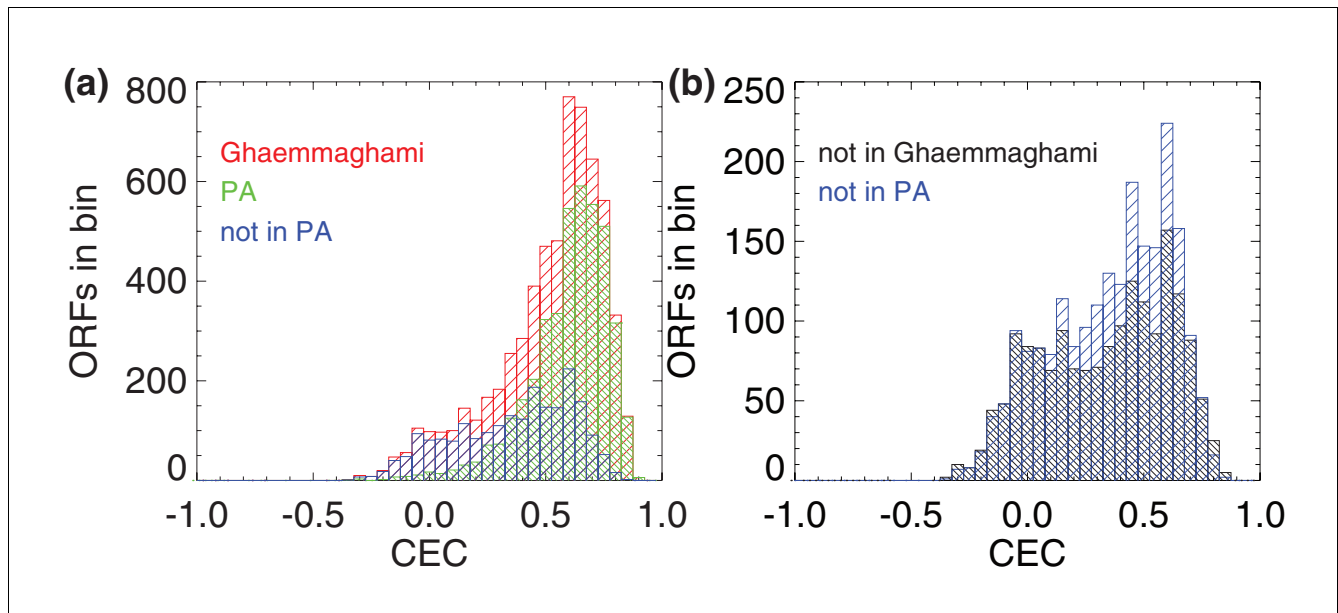 (a)
800
600
400
200
0
ORFs in bin
Ghaemmaghami
PA
not in PA
-1.0 -0.5 0.0 0.5 1.0
CEC
(b)
250
200
150
100
50
0
ORFs in bin
not in Ghaemmaghami
not in PA
-1.0 -0.5 0.0 0.5 1.0
CEC